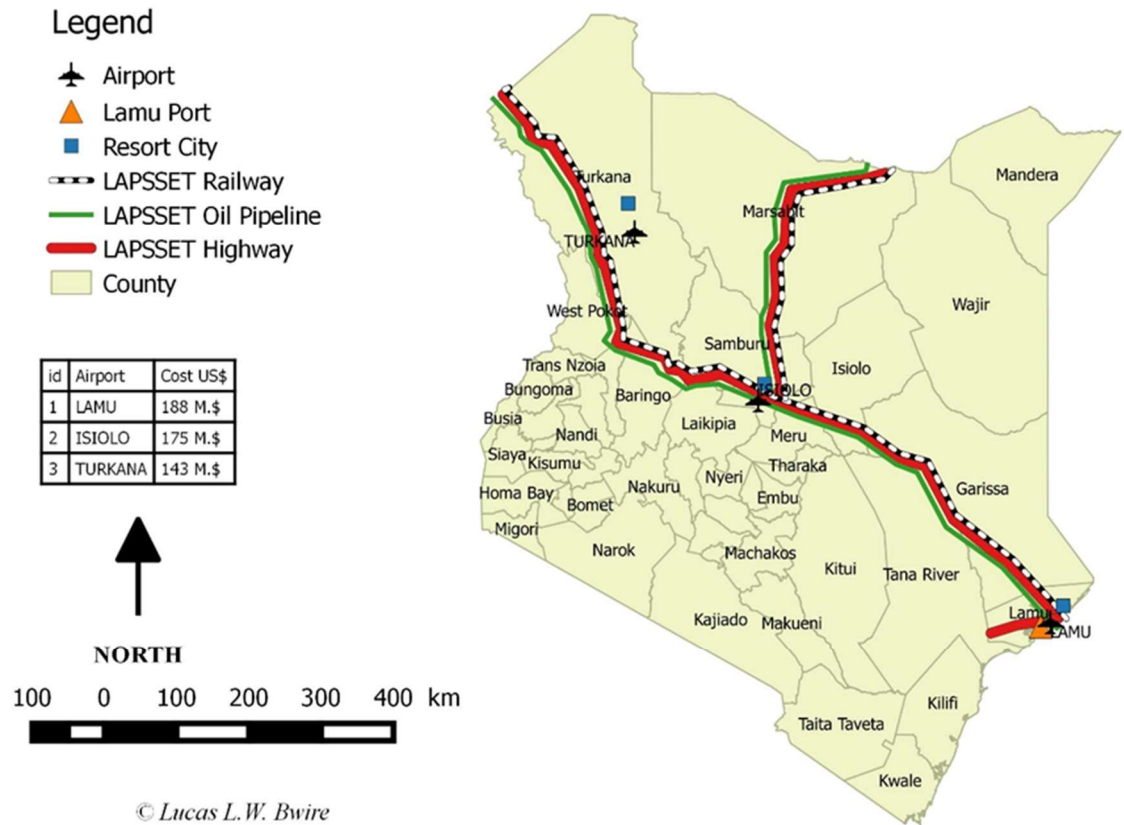 Legend
Airport
Lamu Port
Resort City
LAPSSET Railway
LAPSSET Oil Pipeline
LAPSSET Highway
County
id Airport Cost US$
1 LAMU 188 M.$
2 ISIOLO 175 M.$
3 TURKANA 143 M.$
NORTH
100 0 100 200 300 400 km
© Lucas L.W. Bwire
Turkana
Mandera
Marsabit
TURKANA
Wajir
West Pokot
Samburu
Trans Nzoia
Isiolo
Bungoma
Baringo
ISIOLO
Busia
Laikipia
Nandi
Meru
Siaya
Kisumu
Tharaka
Nyeri
Nakuru
Garissa
Homa Bay
Embu
Bomet
Migori
Narok
Machakos
Kitui
Tana River
Kajiado
Makueni
Lamu
LAMU
Kilifi
Taita Taveta
Kwale